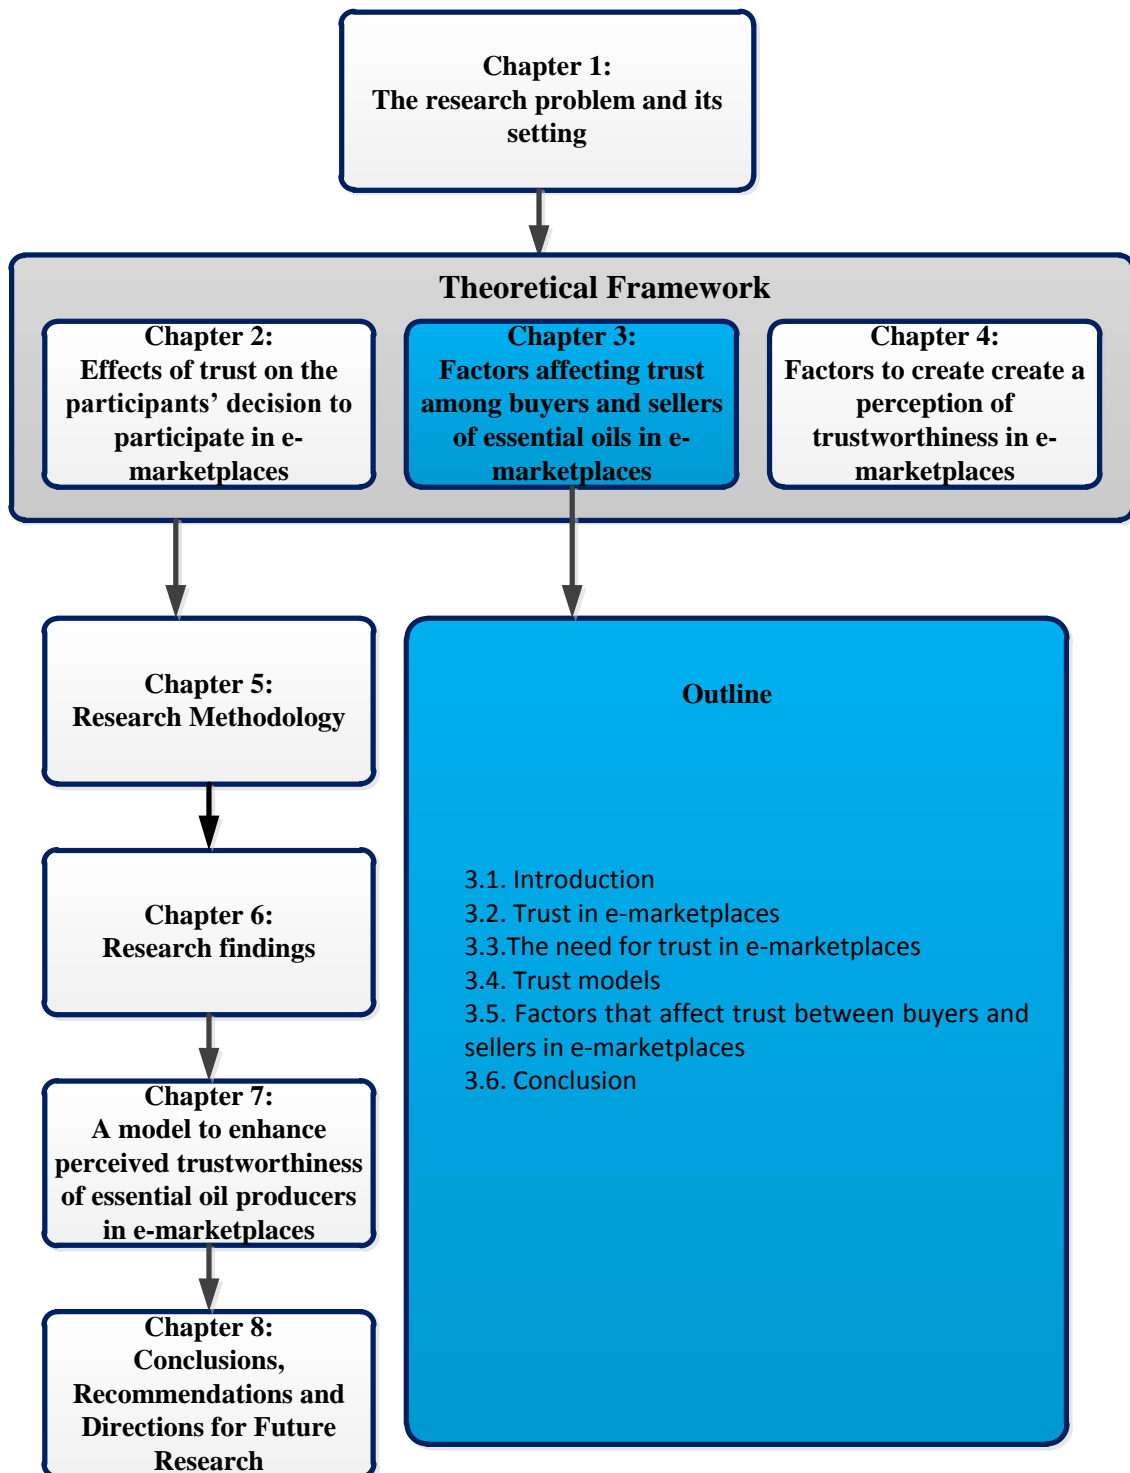 Chapter 1:
The research problem and its
setting
Theoretical Framework
Chapter 2:
Effects of trust on the
participants’ decision to
participate in e-
marketplaces
Chapter 3:
Factors affecting trust
among buyers and sellers
of essential oils in e-
marketplaces
Chapter 4:
Factors to create create a
perception of
trustworthiness in e-
marketplaces
Chapter 5:
Research Methodology
Chapter 6:
Research findings
Chapter 7:
A model to enhance
perceived trustworthiness
of essential oil producers
in e-marketplaces
Chapter 8:
Conclusions,
Recommendations and
Directions for Future
Research
Outline
3.1. Introduction
3.2. Trust in e-marketplaces
3.3.The need for trust in e-marketplaces
3.4. Trust models
3.5. Factors that affect trust between buyers and
sellers in e-marketplaces
3.6. Conclusion